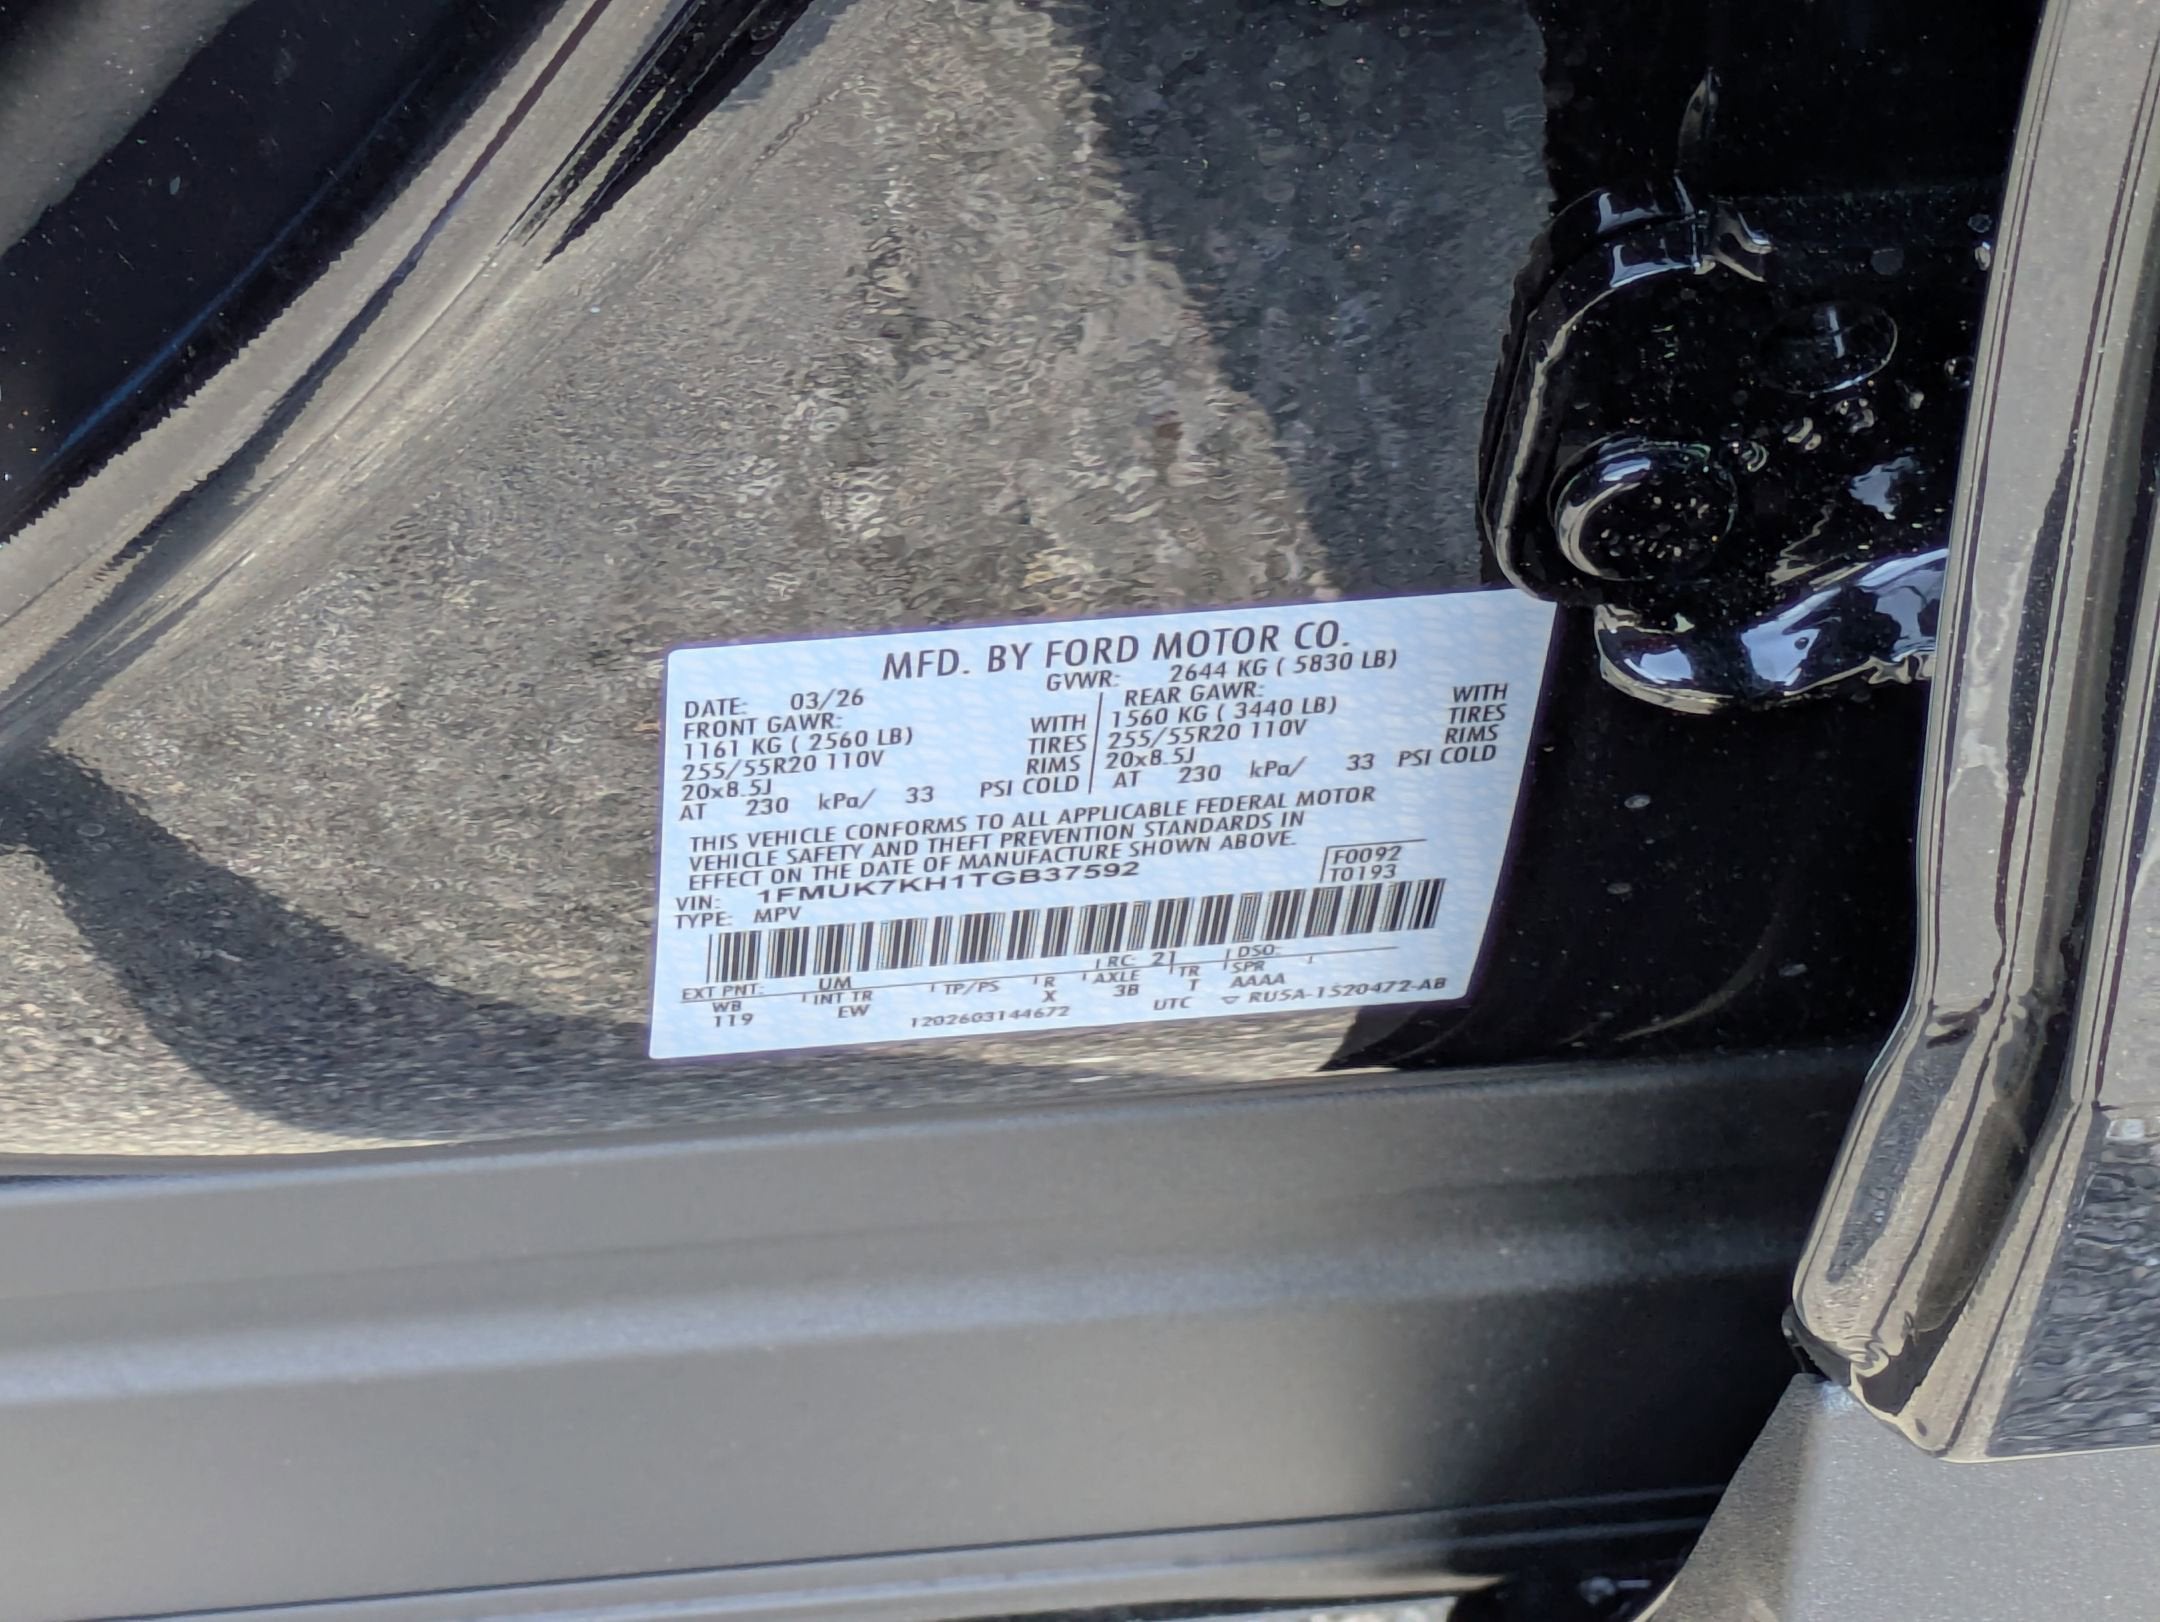 MFD. BY FORD MOTOR CO.
DATE: 03/26 GVWR: 2644 KG ( 5830 LB)
FRONT GAWR: WITH REAR GAWR: WITH
1161 KG ( 2560 LB) TIRES 1560 KG ( 3440 LB) TIRES
255/55R20 110V RIMS 255/55R20 110V RIMS
20x8.5J 20x8.5J
AT 230 kPa/ 33 PSI COLD AT 230 kPa/ 33 PSI COLD
THIS VEHICLE CONFORMS TO ALL APPLICABLE FEDERAL MOTOR
VEHICLE SAFETY AND THEFT PREVENTION STANDARDS IN
EFFECT ON THE DATE OF MANUFACTURE SHOWN ABOVE.
VIN: 1FMUK7KH1TGB37592 F0092
TYPE: MPV T0193
EXT PNT: UM RC: 21 DSO:
WB INT TR TP/PS R AXLE TR SPR
119 EW X 3B T AAAA
1202603144672 UTC ▽ RU5A-1520472-AB